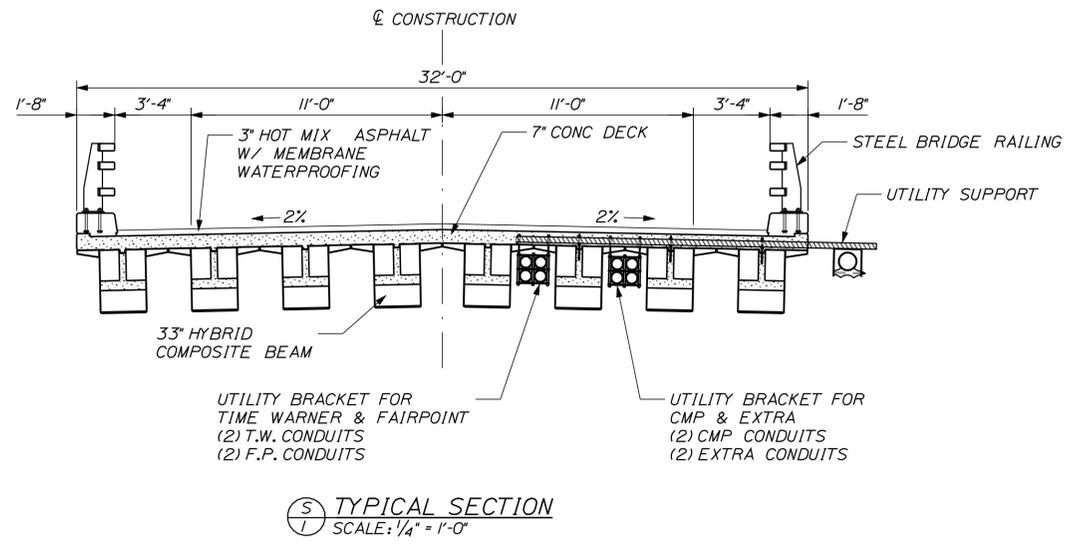 ℄ CONSTRUCTION
32'-0"
1'-8" 3'-4" 11'-0" 11'-0" 3'-4" 1'-8"
3" HOT MIX ASPHALT
W/ MEMBRANE
WATERPROOFING
7" CONC DECK
STEEL BRIDGE RAILING
UTILITY SUPPORT
2% 2%
33" HYBRID
COMPOSITE BEAM
UTILITY BRACKET FOR
TIME WARNER & FAIRPOINT
(2) T.W. CONDUITS
(2) F.P. CONDUITS
UTILITY BRACKET FOR
CMP & EXTRA
(2) CMP CONDUITS
(2) EXTRA CONDUITS
S
1
TYPICAL SECTION
SCALE: 1/4" = 1'-0"